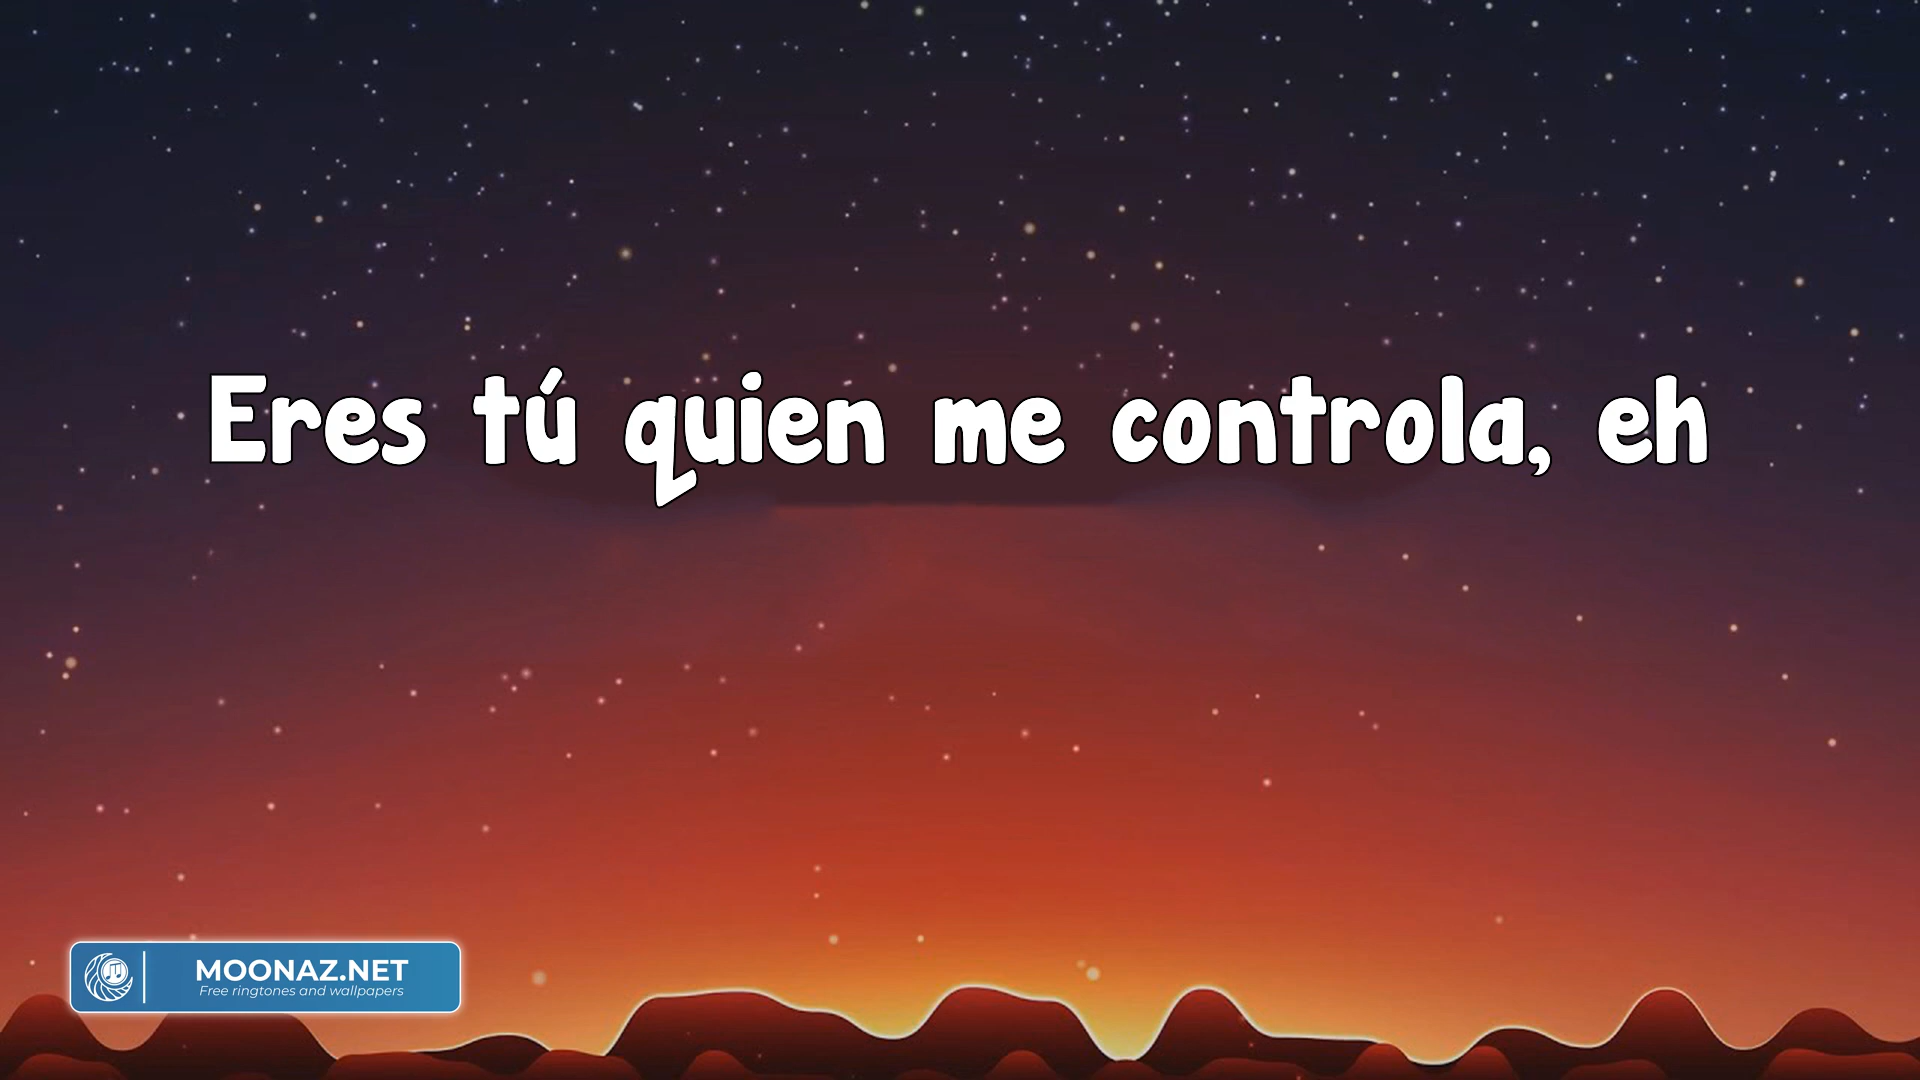 Eres tú quien me controla, eh
MOONAZ.NET
Free ringtones and wallpapers